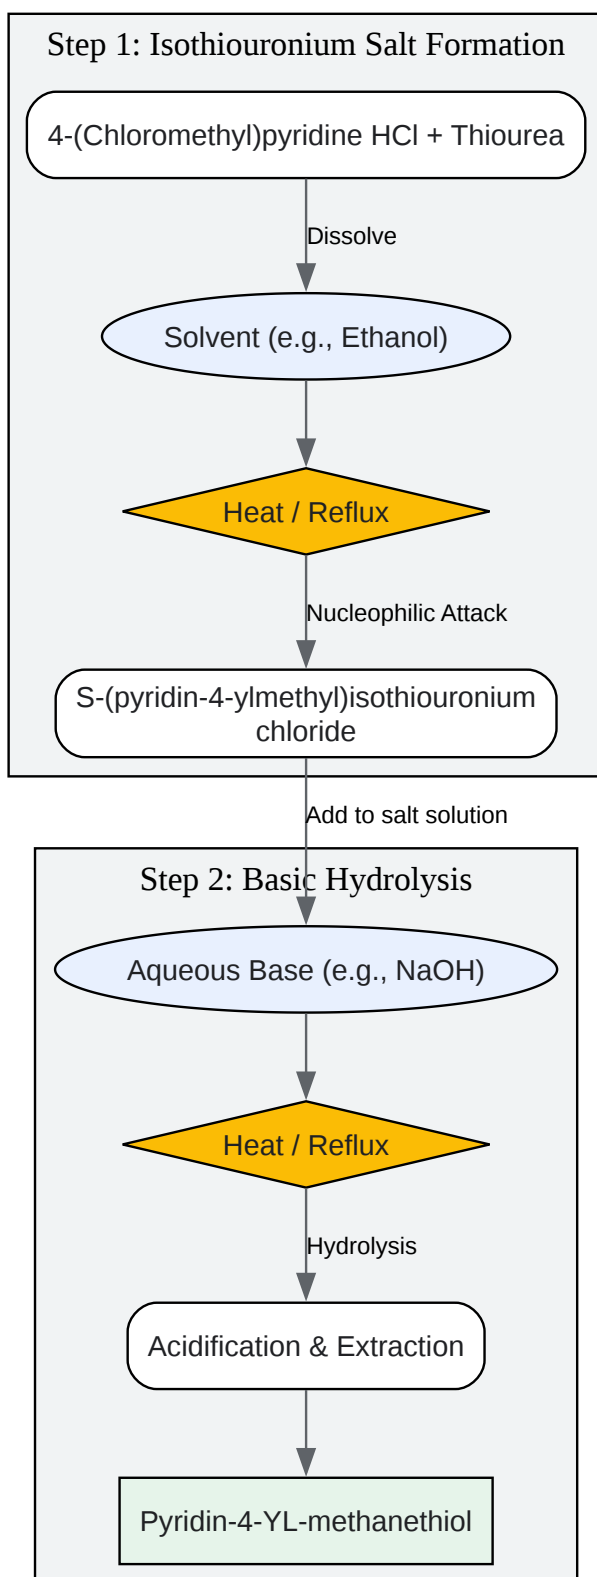 Step 1: Isothiouronium Salt Formation
4-(Chloromethyl)pyridine HCl + Thiourea
Dissolve
Solvent (e.g., Ethanol)
Heat / Reflux
Nucleophilic Attack
S-(pyridin-4-ylmethyl)isothiouronium
chloride
Add to salt solution
Step 2: Basic Hydrolysis
Aqueous Base (e.g., NaOH)
Heat / Reflux
Hydrolysis
Acidification & Extraction
Pyridin-4-YL-methanethiol